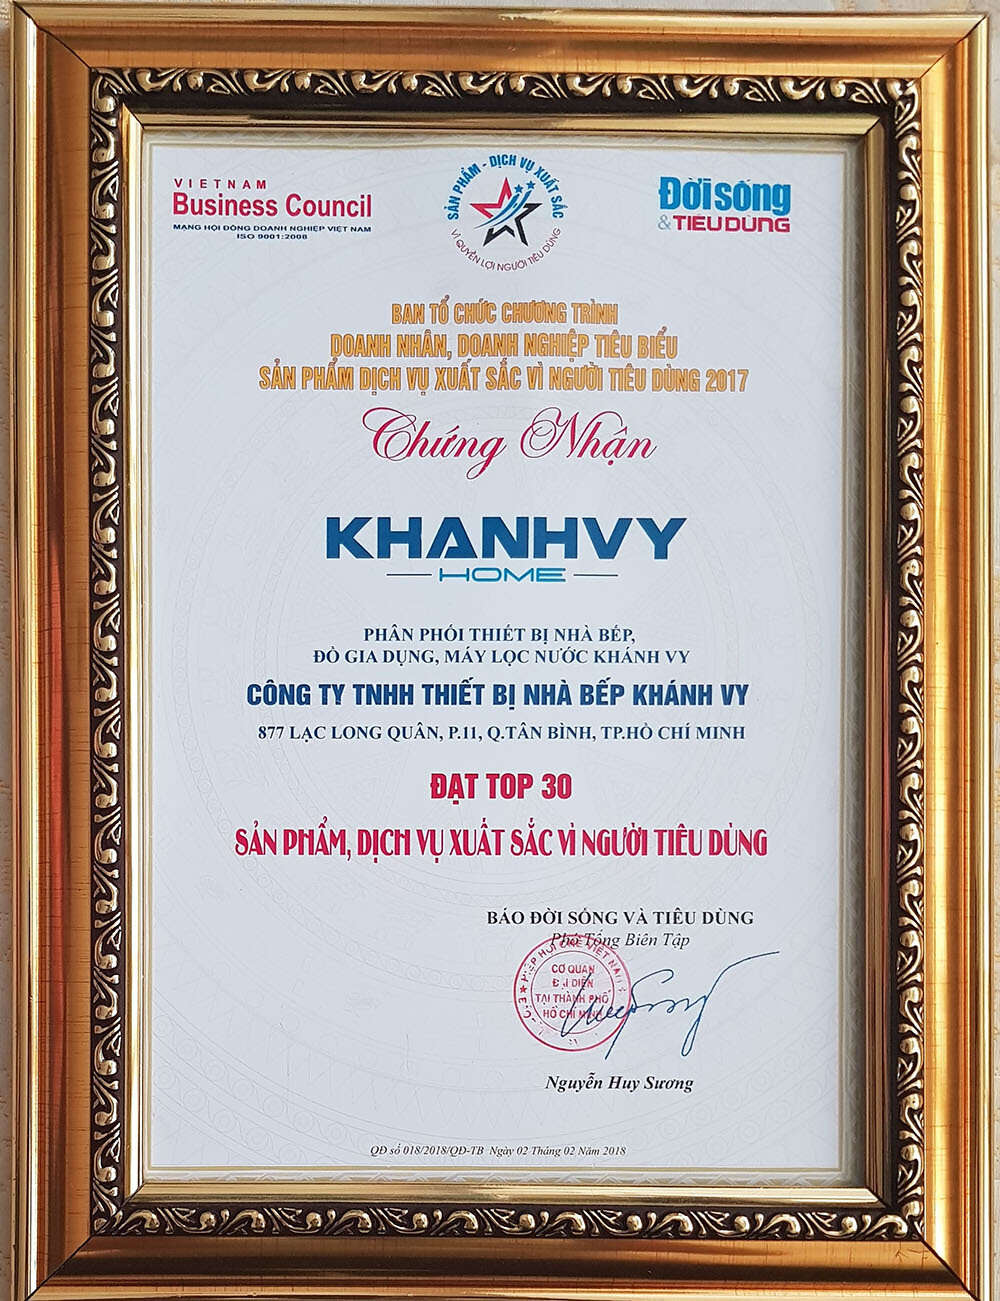 VIETNAM
Business Council
MẠNG HỘI ĐỒNG DOANH NGHIỆP VIỆT NAM
ISO 9001:2008
SẢN PHẨM - DỊCH VỤ XUẤT SẮC
VÌ QUYỀN LỢI NGƯỜI TIÊU DÙNG
Đời sống
& TIÊU DÙNG
BAN TỔ CHỨC CHƯƠNG TRÌNH
DOANH NHÂN, DOANH NGHIỆP TIÊU BIỂU
SẢN PHẨM DỊCH VỤ XUẤT SẮC VÌ NGƯỜI TIÊU DÙNG 2017
Chứng Nhận
KHANHVY
HOME
PHÂN PHỐI THIẾT BỊ NHÀ BẾP,
ĐỒ GIA DỤNG, MÁY LỌC NƯỚC KHÁNH VY
CÔNG TY TNHH THIẾT BỊ NHÀ BẾP KHÁNH VY
877 LẠC LONG QUÂN, P.11, Q.TÂN BÌNH, TP.HỒ CHÍ MINH
ĐẠT TOP 30
SẢN PHẨM, DỊCH VỤ XUẤT SẮC VÌ NGƯỜI TIÊU DÙNG
BÁO ĐỜI SỐNG VÀ TIÊU DÙNG
Phó Tổng Biên Tập
CƠ QUAN
ĐẠI DIỆN
TẠI THÀNH PHỐ
HỒ CHÍ MINH
Nguyễn Huy Sương
QĐ số 018/2018/QĐ-TB Ngày 02 Tháng 02 Năm 2018